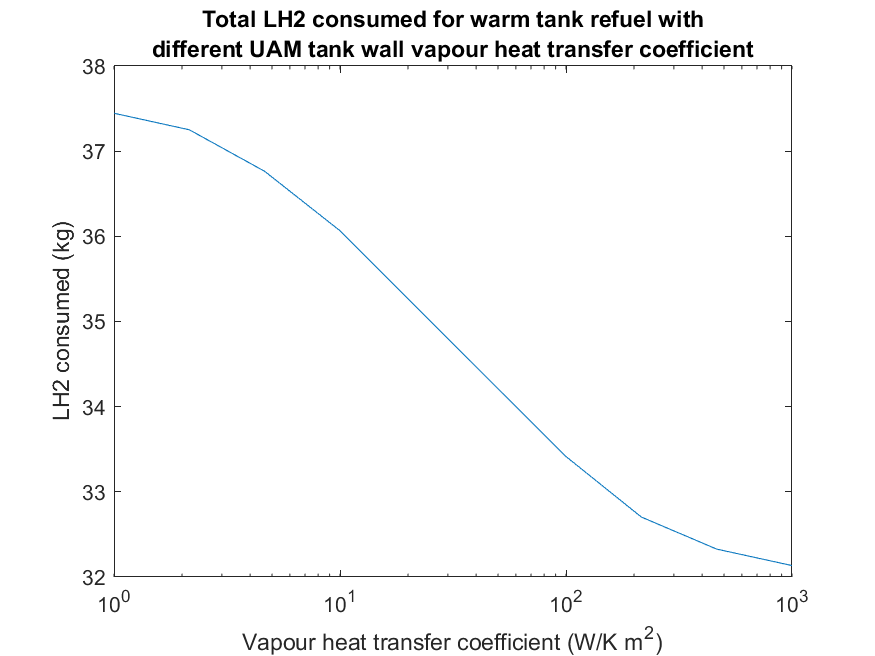 Total LH2 consumed for warm tank refuel with
different UAM tank wall vapour heat transfer coefficient
38
37
36
35
34
33
32
LH2 consumed (kg)
10^0 10^1 10^2 10^3
Vapour heat transfer coefficient (W/K m^2)